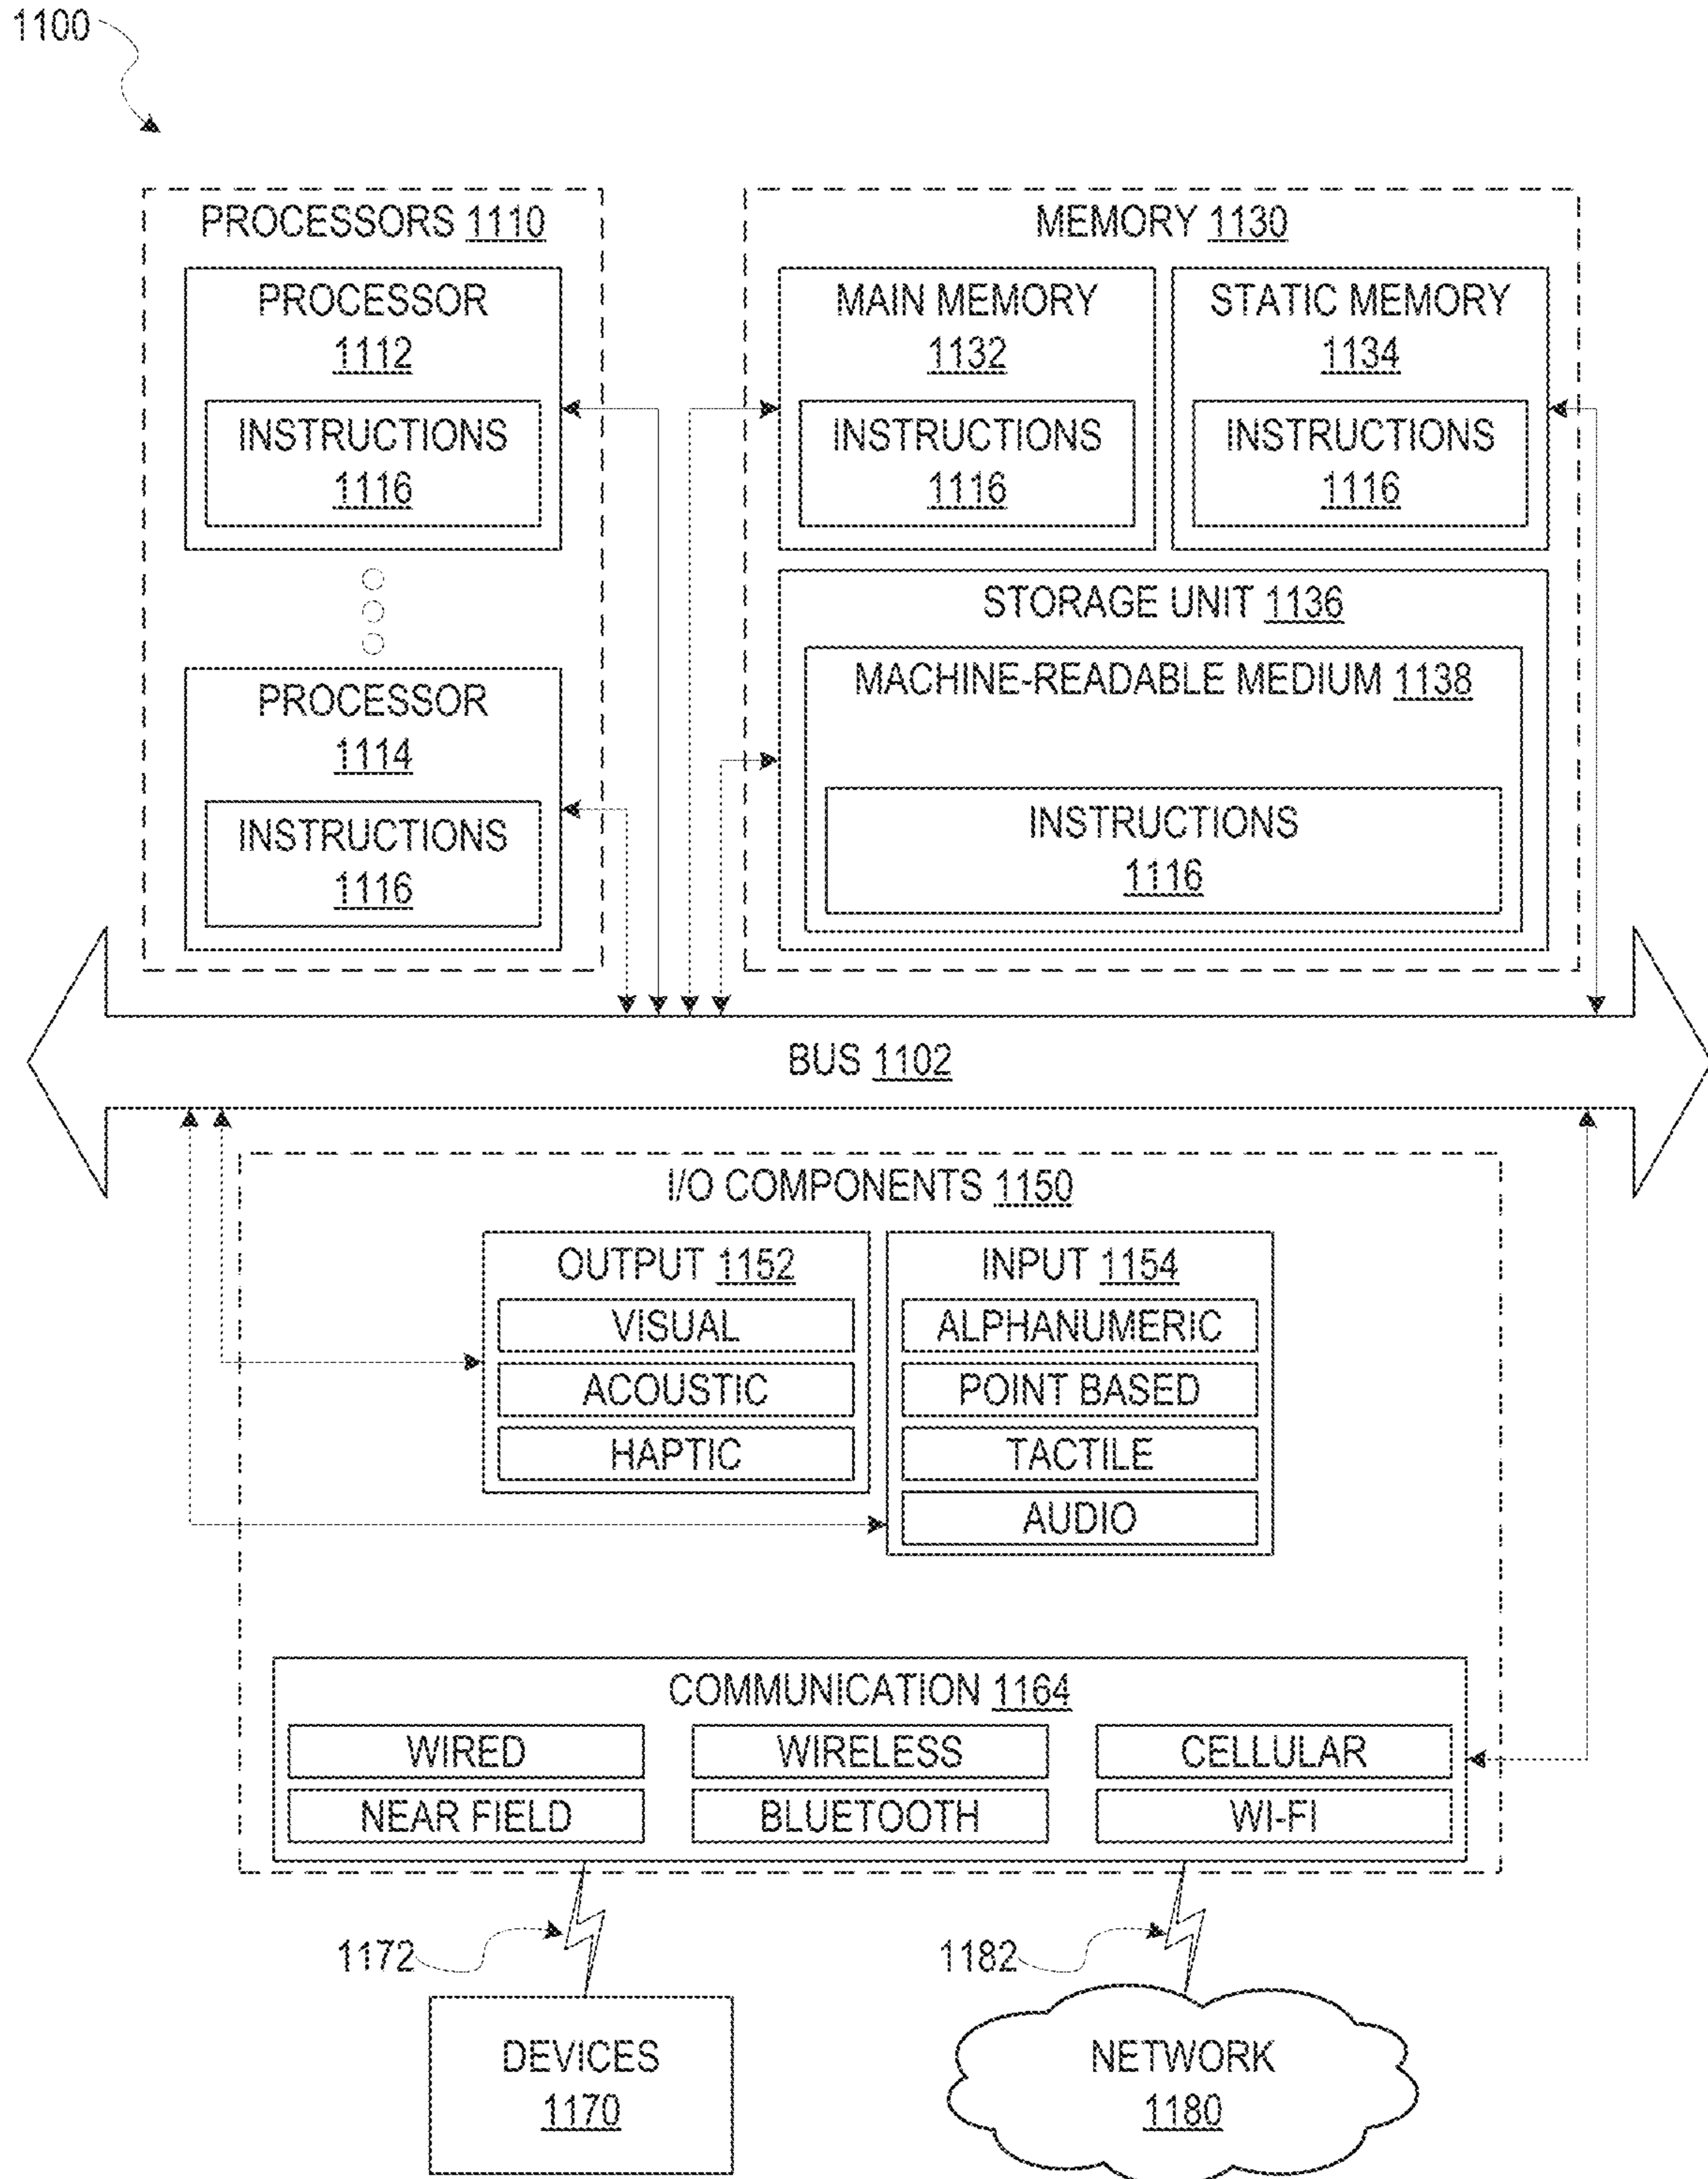 1100
PROCESSORS 1110
PROCESSOR
1112
INSTRUCTIONS
1116
PROCESSOR
1114
INSTRUCTIONS
1116
MEMORY 1130
MAIN MEMORY
1132
INSTRUCTIONS
1116
STATIC MEMORY
1134
INSTRUCTIONS
1116
STORAGE UNIT 1136
MACHINE-READABLE MEDIUM 1138
INSTRUCTIONS
1116
BUS 1102
I/O COMPONENTS 1150
OUTPUT 1152
VISUAL
ACOUSTIC
HAPTIC
INPUT 1154
ALPHANUMERIC
POINT BASED
TACTILE
AUDIO
COMMUNICATION 1164
WIRED
WIRELESS
CELLULAR
NEAR FIELD
BLUETOOTH
WI-FI
1172
1182
DEVICES
1170
NETWORK
1180